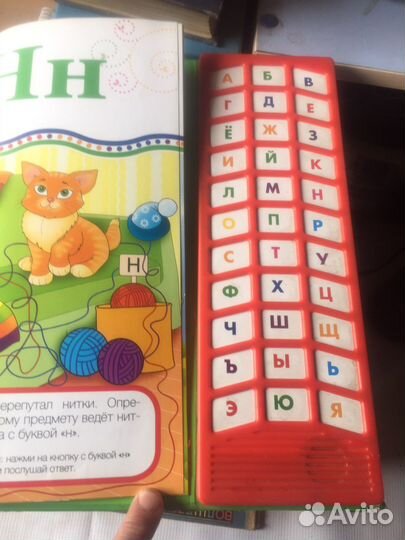 Нн
Н
ерепутал нитки. Опре-
ому предмету ведёт нит-
а с буквой «н».
: нажми на кнопку с буквой «н»
и послушай ответ.
А Б В
Г Д Е
Ё Ж З
И Й К
Л М Н
О П Р
С Т У
Ф Х Ц
Ч Ш Щ
Ъ Ы Ь
Э Ю Я
Avito